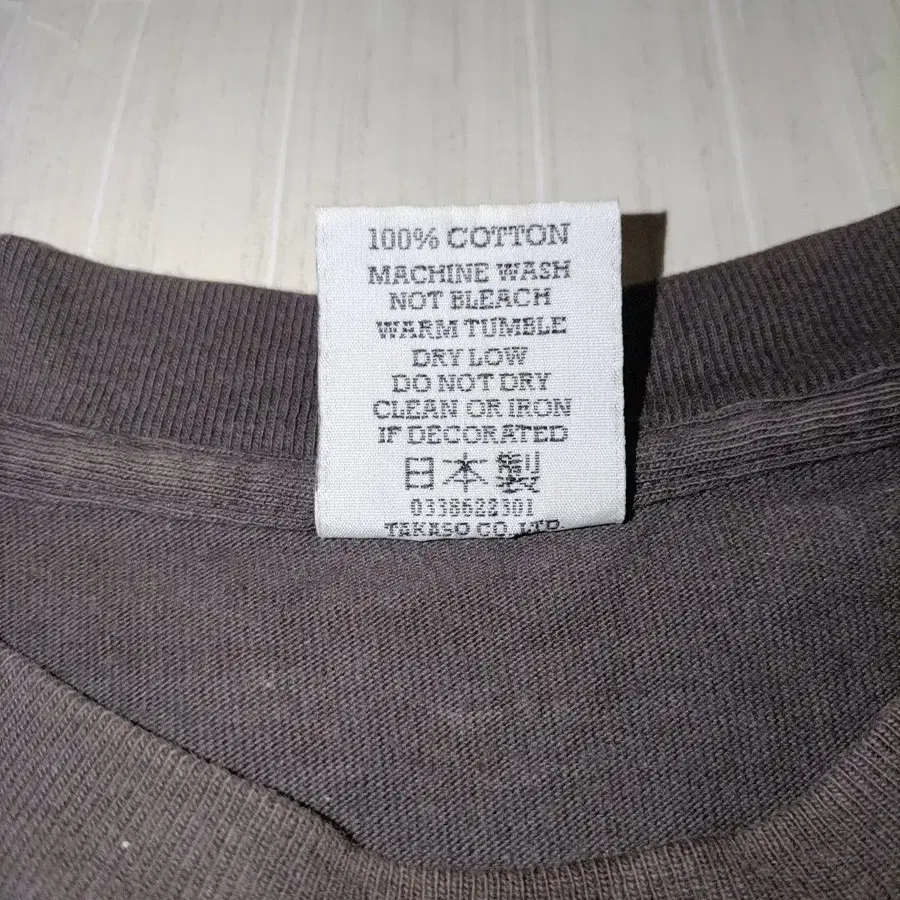 100% COTTON
MACHINE WASH
NOT BLEACH
WARM TUMBLE
DRY LOW
DO NOT DRY
CLEAN OR IRON
IF DECORATED
日本製
0338622301
TAKASO CO.,LTD.